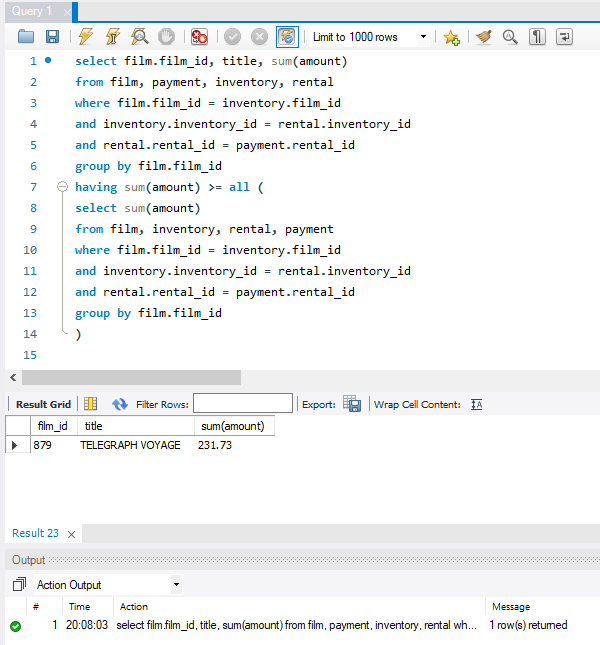 Query 1
Limit to 1000 rows
1 select film.film_id, title, sum(amount)
2 from film, payment, inventory, rental
3 where film.film_id = inventory.film_id
4 and inventory.inventory_id = rental.inventory_id
5 and rental.rental_id = payment.rental_id
6 group by film.film_id
7 having sum(amount) >= all (
8 select sum(amount)
9 from film, inventory, rental, payment
10 where film.film_id = inventory.film_id
11 and inventory.inventory_id = rental.inventory_id
12 and rental.rental_id = payment.rental_id
13 group by film.film_id
14 )
15
Result Grid Filter Rows: Export: Wrap Cell Content:
film_id title sum(amount)
879 TELEGRAPH VOYAGE 231.73
Result 23
Output
Action Output
# Time Action Message
1 20:08:03 select film.film_id, title, sum(amount) from film, payment, inventory, rental wh... 1 row(s) returned